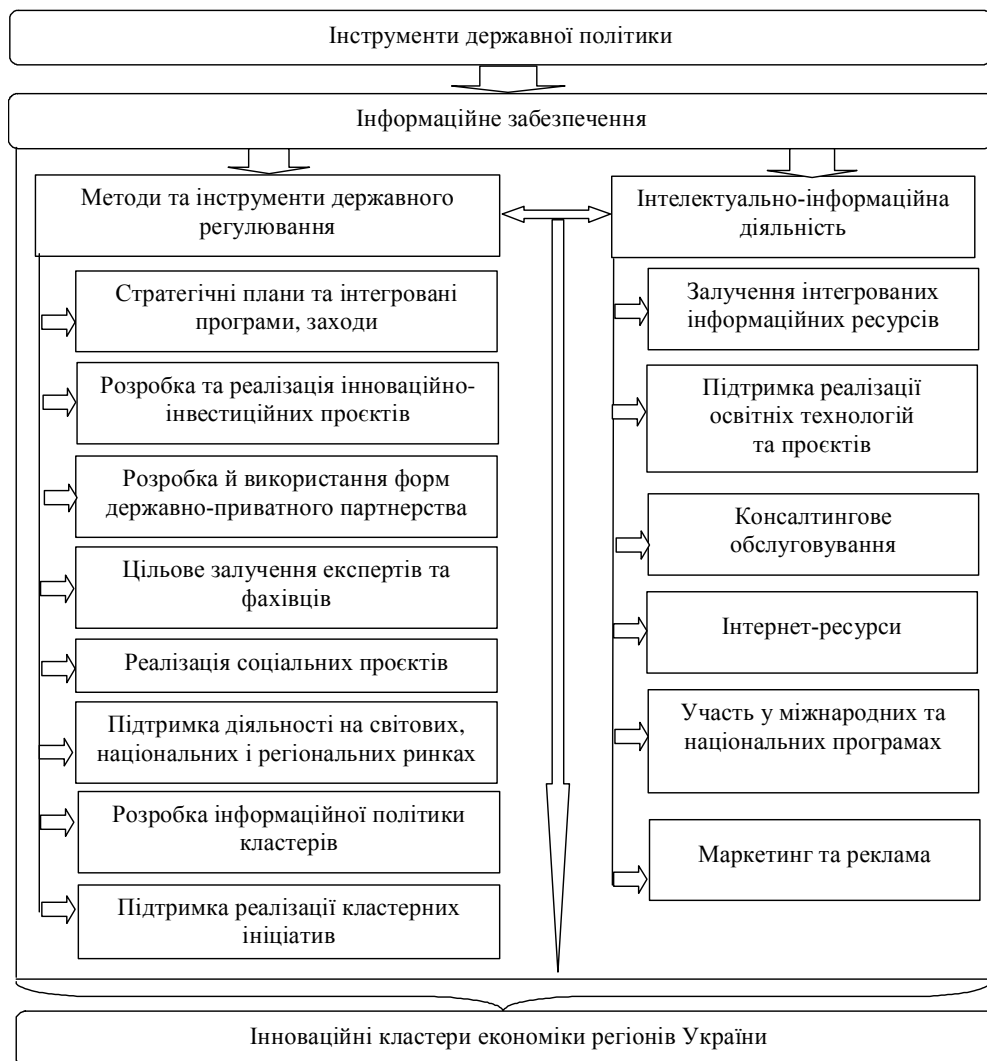 Інструменти державної політики
Інформаційне забезпечення
Методи та інструменти державного
регулювання
Стратегічні плани та інтегровані
програми, заходи
Розробка та реалізація інноваційно-
інвестиційних проєктів
Розробка й використання форм
державно-приватного партнерства
Цільове залучення експертів та
фахівців
Реалізація соціальних проєктів
Підтримка діяльності на світових,
національних і регіональних ринках
Розробка інформаційної політики
кластерів
Підтримка реалізації кластерних
ініціатив
Інтелектуально-інформаційна
діяльність
Залучення інтегрованих
інформаційних ресурсів
Підтримка реалізації
освітніх технологій
та проєктів
Консалтингове
обслуговування
Інтернет-ресурси
Участь у міжнародних та
національних програмах
Маркетинг та реклама
Інноваційні кластери економіки регіонів України